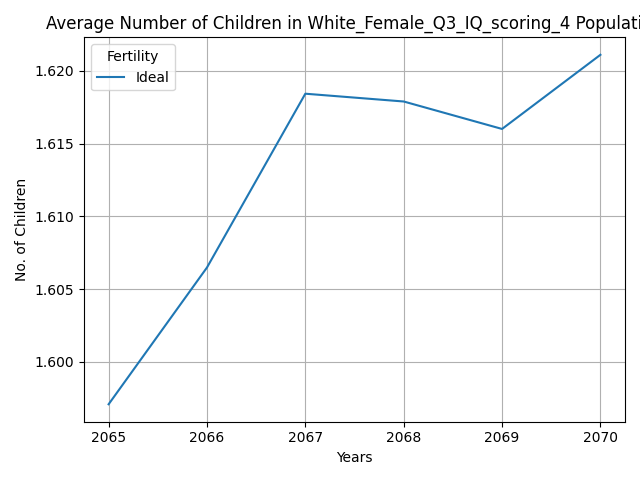 Average Number of Children in White_Female_Q3_IQ_scoring_4 Populati
Fertility
Ideal
No. of Children
1.620
1.615
1.610
1.605
1.600
2065 2066 2067 2068 2069 2070
Years